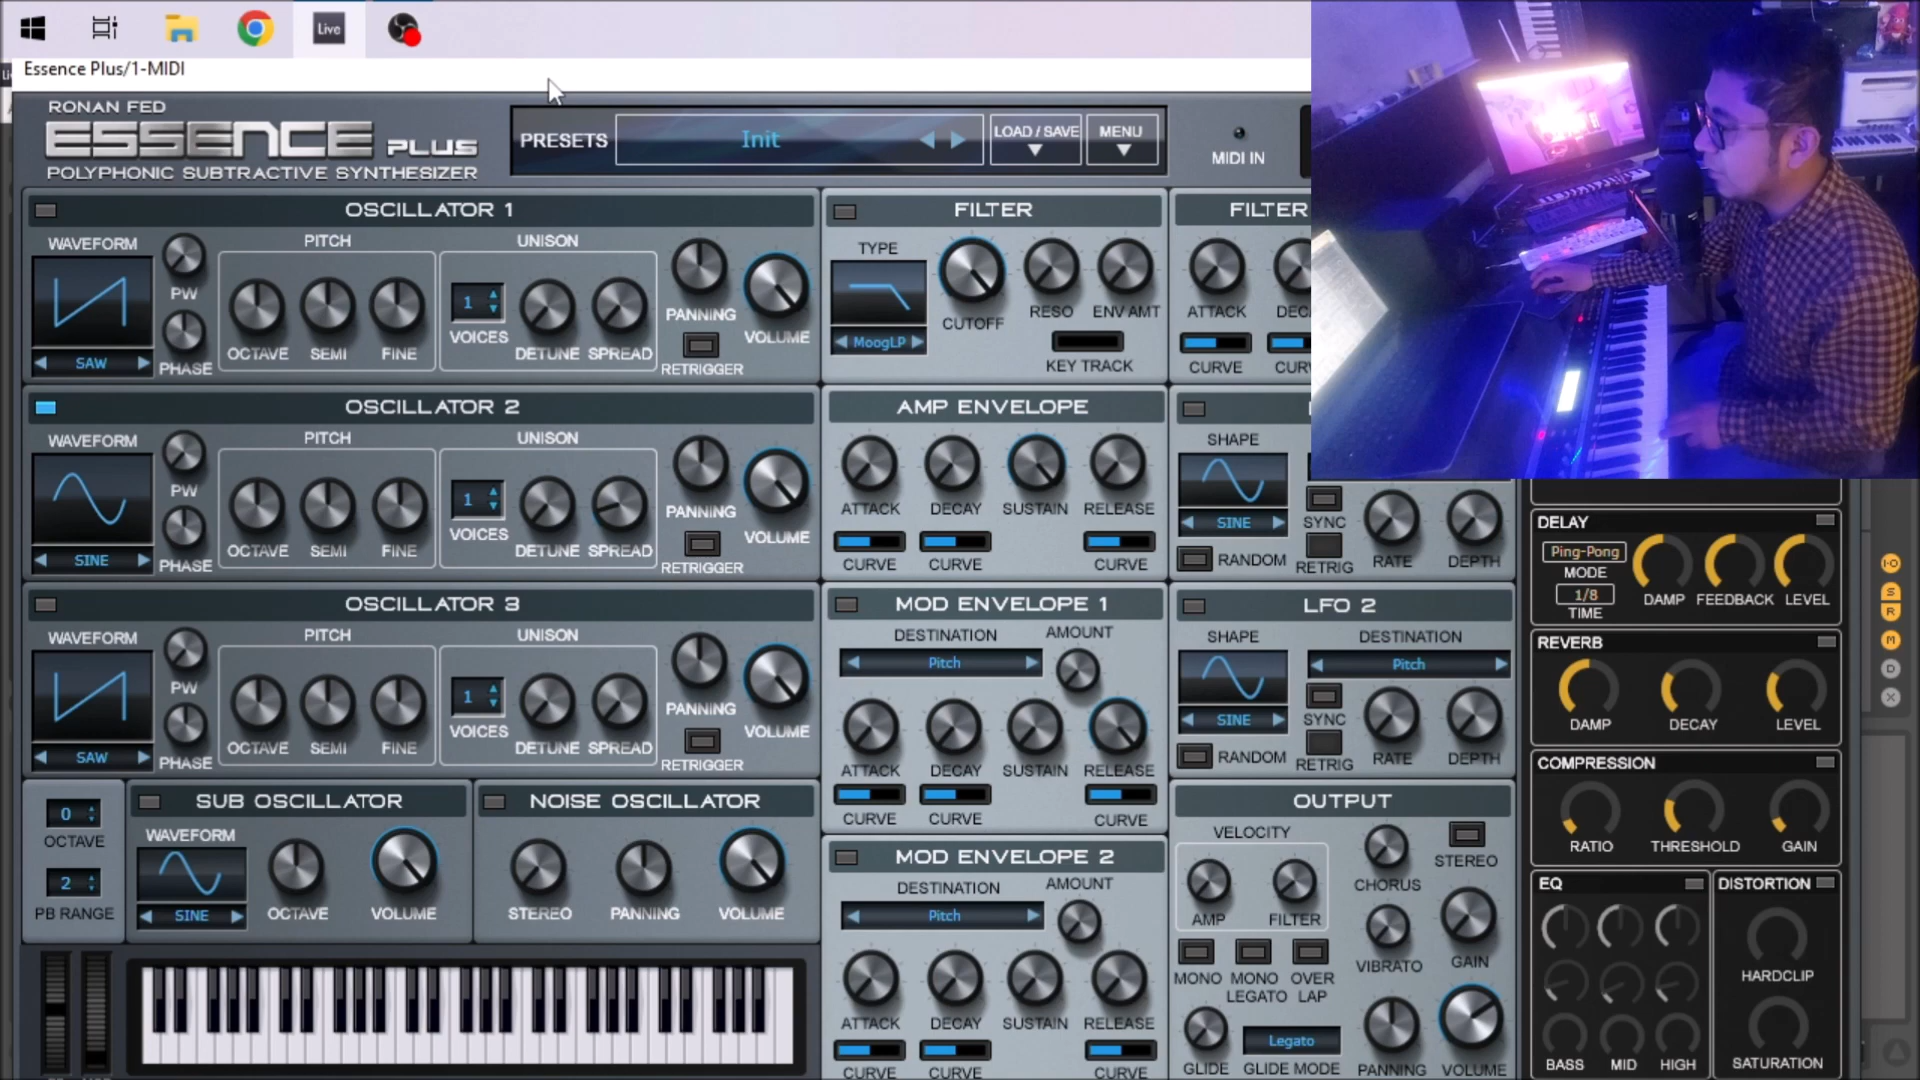 Live
Essence Plus/1-MIDI
RONAN FED
ESSENCE PLUS
POLYPHONIC SUBTRACTIVE SYNTHESIZER
PRESETS
Init
LOAD / SAVE
MENU
MIDI IN
OSCILLATOR 1
WAVEFORM
SAW
PW
PHASE
PITCH
OCTAVE SEMI FINE
UNISON
1
VOICES DETUNE SPREAD
PANNING
RETRIGGER
VOLUME
FILTER
TYPE
MoogLP
CUTOFF
RESO
ENV AMT
KEY TRACK
FILTER
ATTACK
CURVE
OSCILLATOR 2
WAVEFORM
SINE
PW
PHASE
PITCH
OCTAVE SEMI FINE
UNISON
1
VOICES DETUNE SPREAD
PANNING
RETRIGGER
VOLUME
AMP ENVELOPE
ATTACK DECAY SUSTAIN RELEASE
CURVE CURVE CURVE
SHAPE
SINE
RANDOM
SYNC
RETRIG
RATE DEPTH
OSCILLATOR 3
WAVEFORM
SAW
PW
PHASE
PITCH
OCTAVE SEMI FINE
UNISON
1
VOICES DETUNE SPREAD
PANNING
RETRIGGER
VOLUME
MOD ENVELOPE 1
DESTINATION
Pitch
AMOUNT
ATTACK DECAY SUSTAIN RELEASE
CURVE CURVE CURVE
LFO 2
SHAPE
SINE
RANDOM
DESTINATION
Pitch
SYNC
RETRIG
RATE DEPTH
0
OCTAVE
2
PB RANGE
SUB OSCILLATOR
WAVEFORM
SINE
OCTAVE VOLUME
NOISE OSCILLATOR
STEREO PANNING VOLUME
MOD ENVELOPE 2
DESTINATION
Pitch
AMOUNT
ATTACK DECAY SUSTAIN RELEASE
CURVE CURVE CURVE
OUTPUT
VELOCITY
AMP FILTER
CHORUS
STEREO
VIBRATO
GAIN
MONO
MONO LEGATO
OVER LAP
GLIDE
Legato
GLIDE MODE
PANNING
VOLUME
DELAY
Ping-Pong
MODE
1/8
TIME
DAMP FEEDBACK LEVEL
REVERB
DAMP DECAY LEVEL
COMPRESSION
RATIO THRESHOLD GAIN
EQ
BASS MID HIGH
DISTORTION
HARDCLIP
SATURATION
I-O
S
R
M
D
X